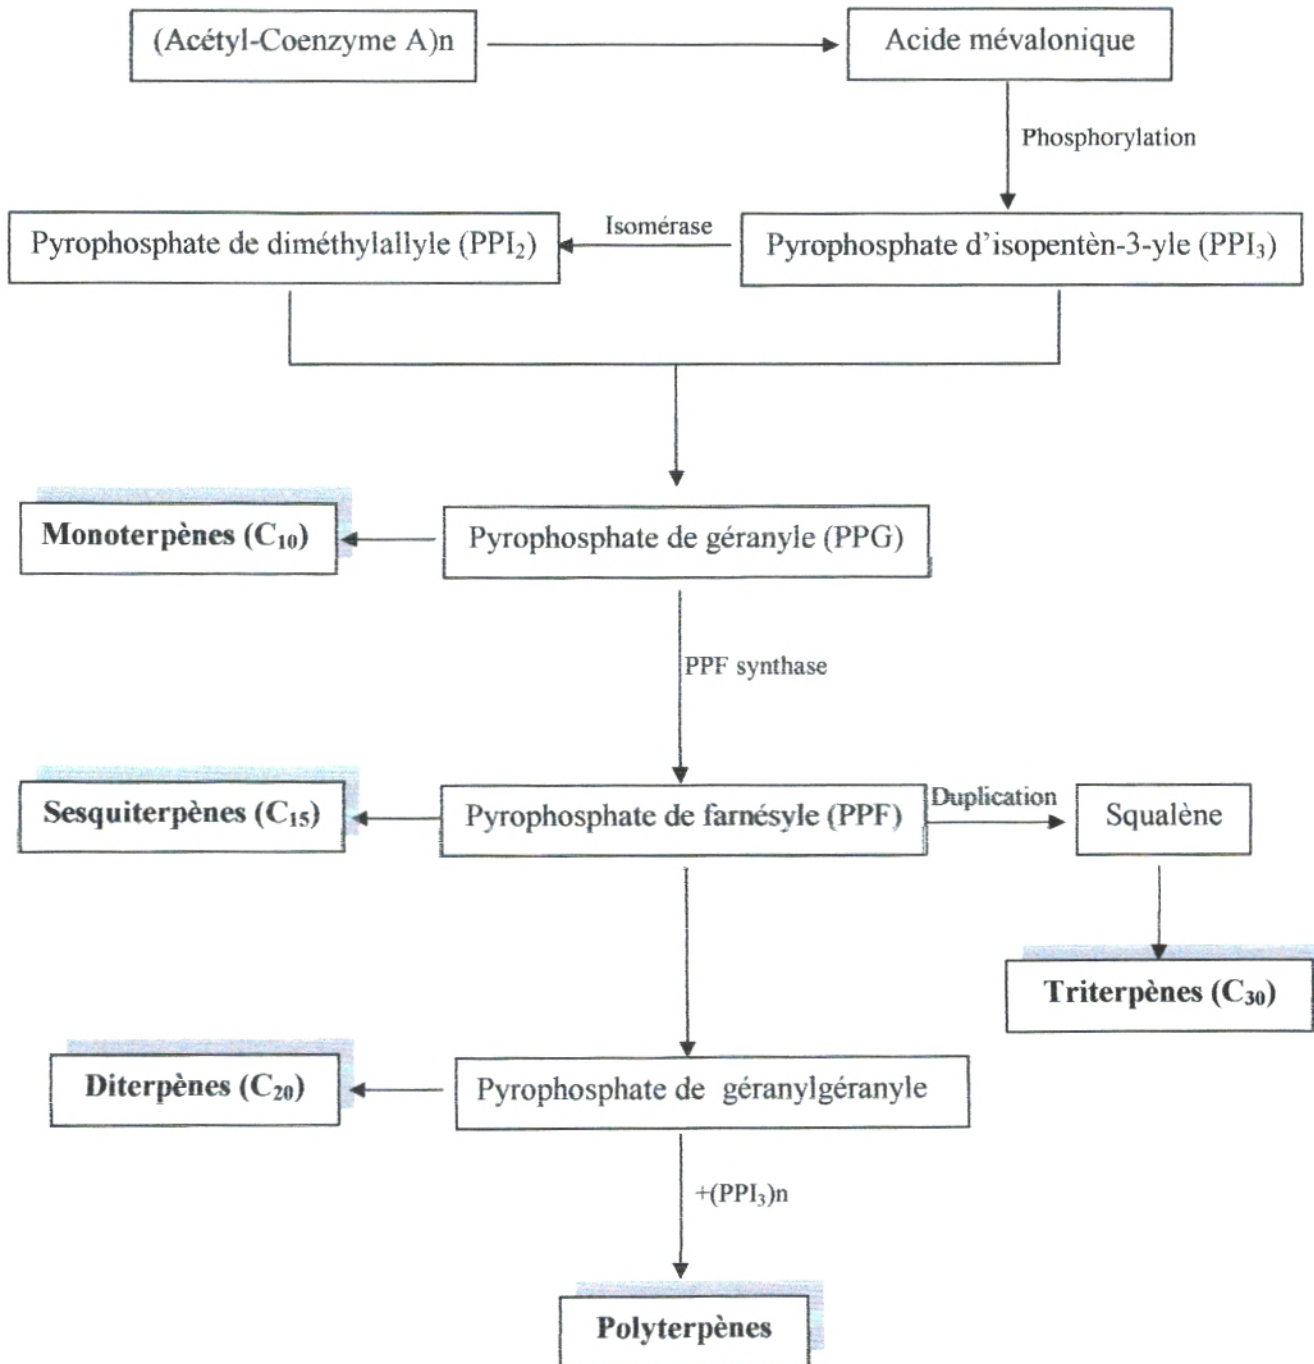 (Acétyl-Coenzyme A)n
Acide mévalonique
Phosphorylation
Pyrophosphate de diméthylallyle (PPI₂)
Isomérase
Pyrophosphate d'isopentèn-3-yle (PPI₃)
Monoterpènes (C₁₀)
Pyrophosphate de géranyle (PPG)
PPF synthase
Sesquiterpènes (C₁₅)
Pyrophosphate de farnésyle (PPF)
Duplication
Squalène
Triterpènes (C₃₀)
Diterpènes (C₂₀)
Pyrophosphate de géranylgéranyle
+(PPI₃)n
Polyterpènes